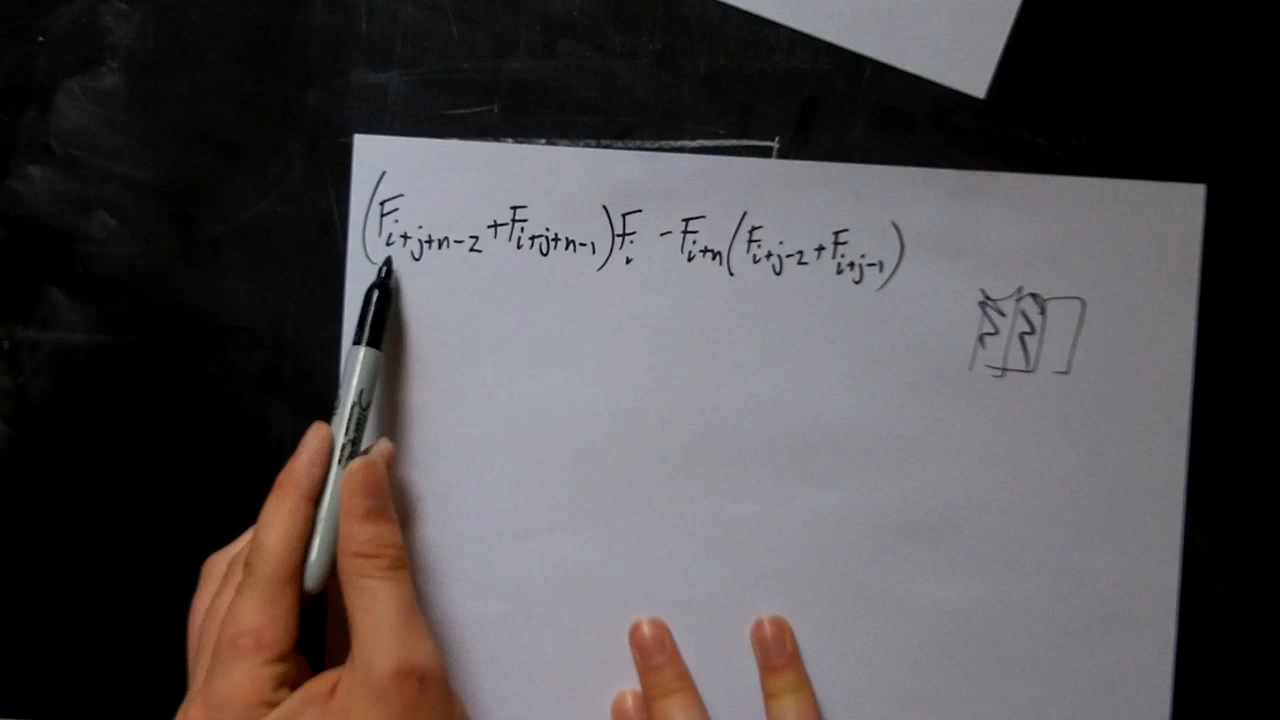 (F_{i+j+n-2} + F_{i+j+n-1})F_i - F_{i+n}(F_{i+j-2} + F_{i+j-1})